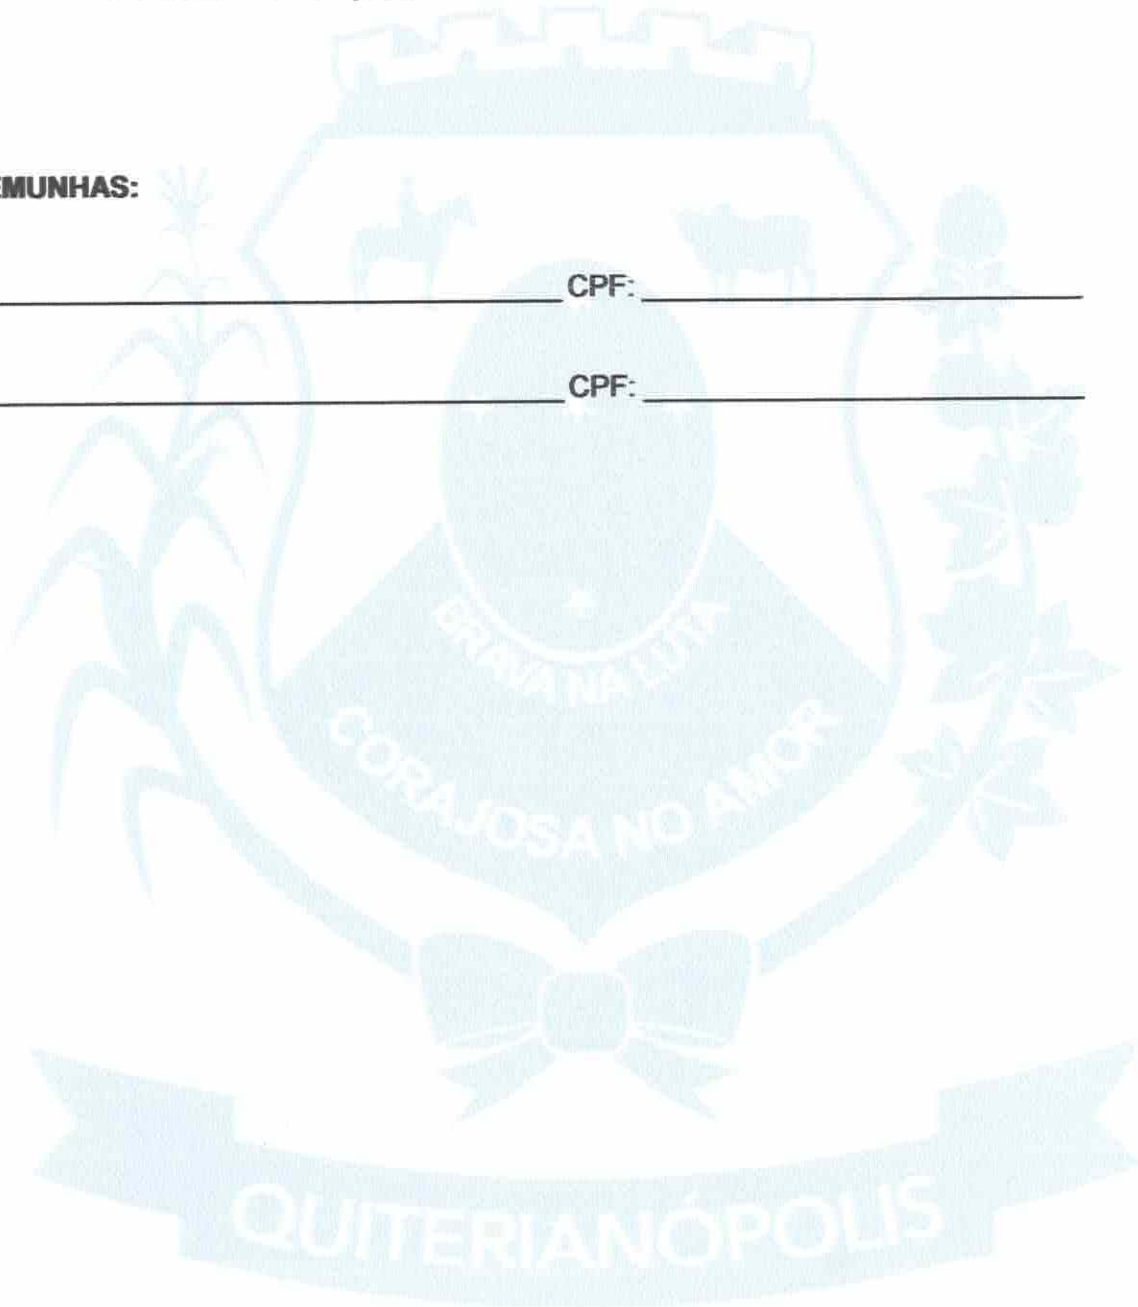 EMUNHAS:
CPF:
CPF:
BRAVA NA LUTA
CORAJOSA NO AMOR
QUITERIANÓPOLIS